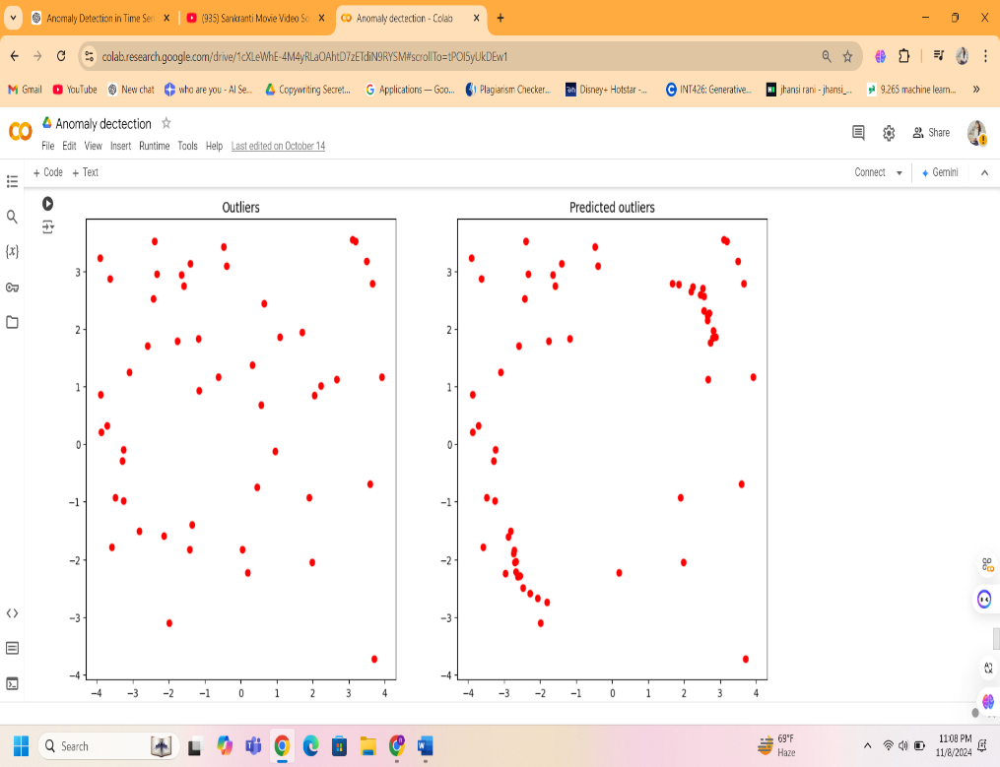 Anomaly Detection in Time Seri
(935) Sankranti Movie Video So
Anomaly dectection - Colab
colab.research.google.com/drive/1cXLeWhE-4M4yRLaOAhtD7zETdiN9RYSM#scrollTo=tPOI5yUkDEw1
Gmail YouTube New chat who are you - AI Se... Copywriting Secret... Applications — Goo... Plagiarism Checker... Disney+ Hotstar -... INT426: Generative... jhansi rani - jhansi_... 9.265 machine learn...
Anomaly dectection
File Edit View Insert Runtime Tools Help Last edited on October 14
Share
+ Code + Text
Connect Gemini
Outliers
3
2
1
0
−1
−2
−3
−4
−4 −3 −2 −1 0 1 2 3 4
Predicted outliers
3
2
1
0
−1
−2
−3
−4
−4 −3 −2 −1 0 1 2 3 4
Search
69°F
Haze
11:08 PM
11/8/2024